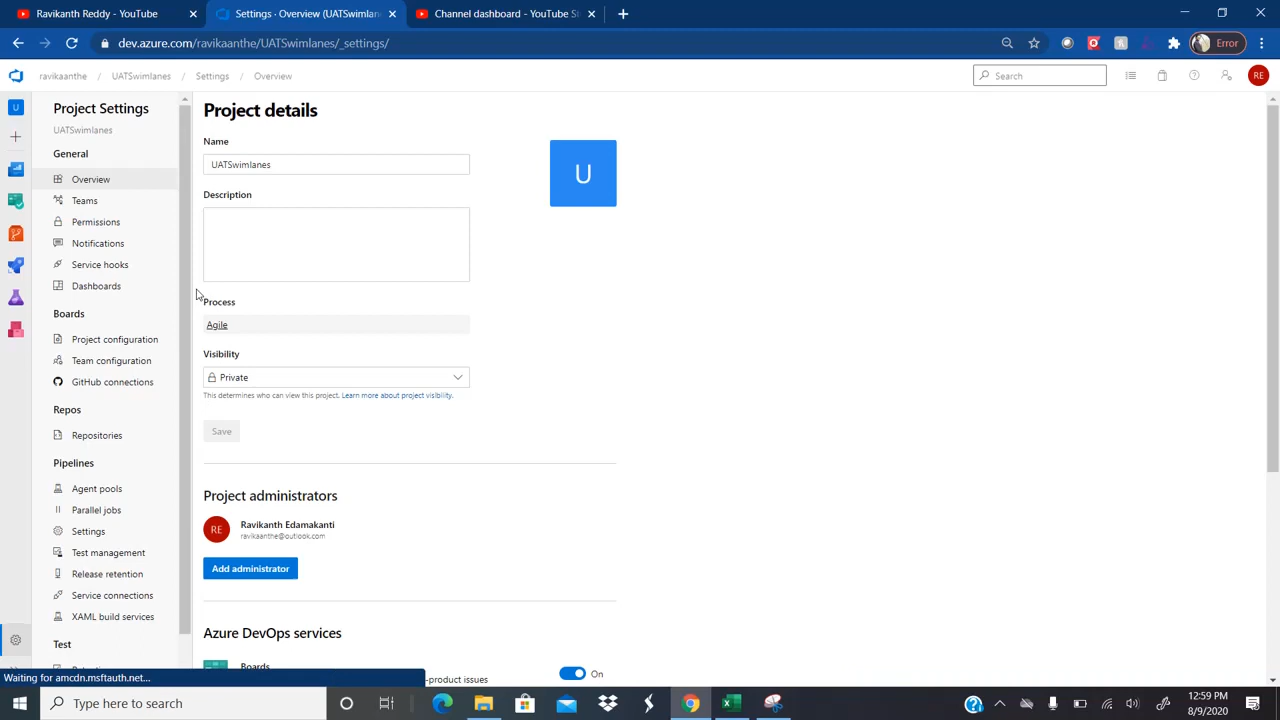 Ravikanth Reddy - YouTube
Settings · Overview (UATSwimlan
Channel dashboard - YouTube St
dev.azure.com/ravikaanthe/UATSwimlanes/_settings/
Error
ravikaanthe / UATSwimlanes / Settings / Overview
Search
RE
U
Project Settings
UATSwimlanes
General
Overview
Teams
Permissions
Notifications
Service hooks
Dashboards
Boards
Project configuration
Team configuration
GitHub connections
Repos
Repositories
Pipelines
Agent pools
Parallel jobs
Settings
Test management
Release retention
Service connections
XAML build services
Test
Project details
Name
UATSwimlanes
U
Description
Process
Agile
Visibility
Private
This determines who can view this project. Learn more about project visibility.
Save
Project administrators
RE
Ravikanth Edamakanti
ravikaanthe@outlook.com
Add administrator
Azure DevOps services
Boards
On
-product issues
Waiting for amcdn.msftauth.net...
Type here to search
12:59 PM
8/9/2020